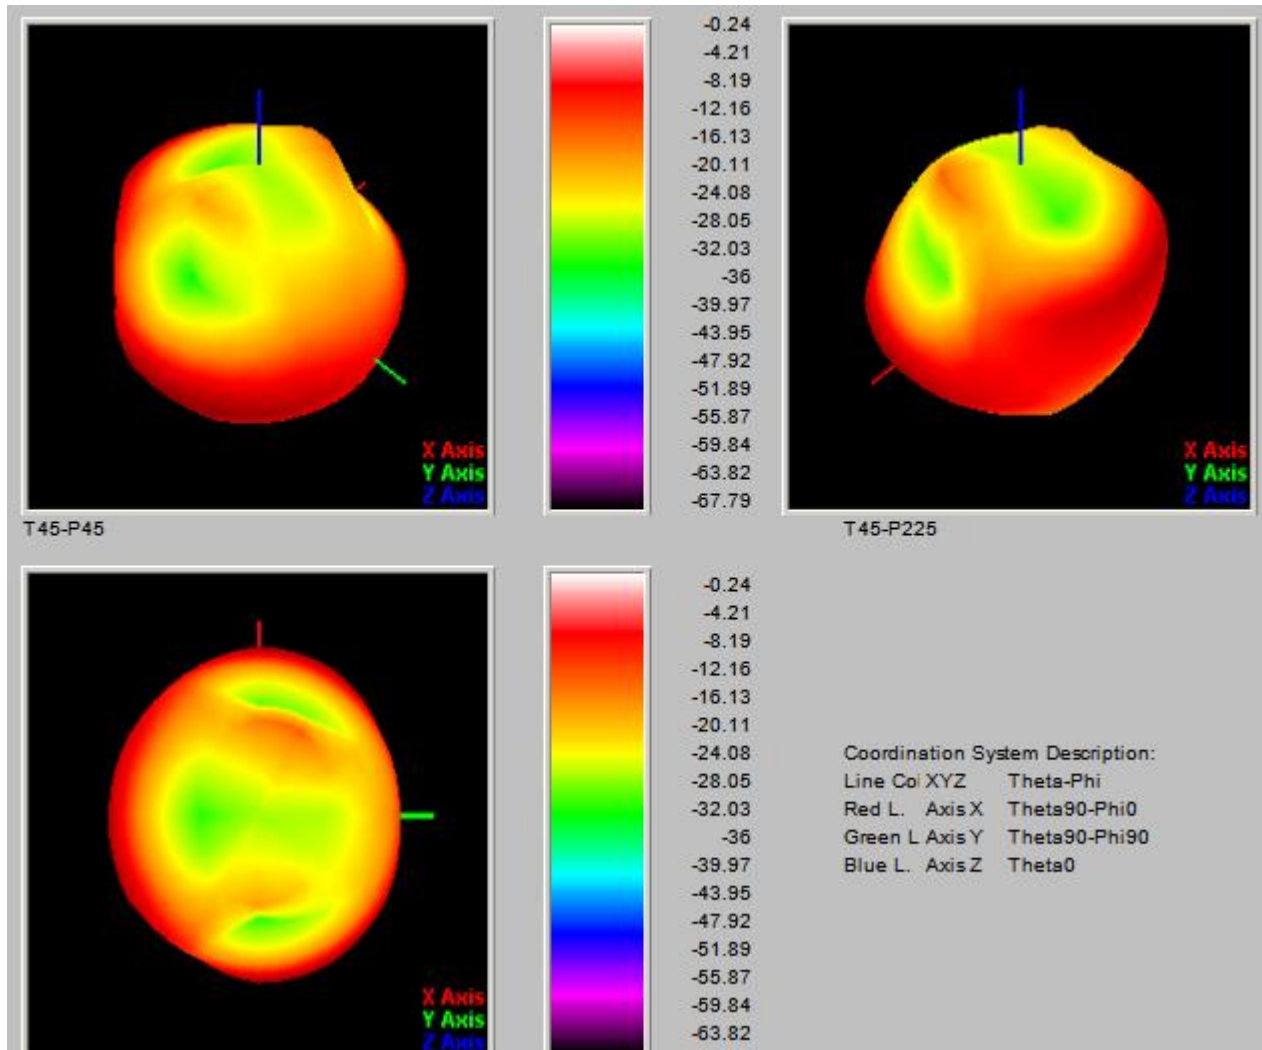 -0.24
-4.21
-8.19
-12.16
-16.13
-20.11
-24.08
-28.05
-32.03
-36
-39.97
-43.95
-47.92
-51.89
-55.87
-59.84
-63.82
-67.79
X Axis
Y Axis
Z Axis
X Axis
Y Axis
Z Axis
T45-P45
T45-P225
-0.24
-4.21
-8.19
-12.16
-16.13
-20.11
-24.08
-28.05
-32.03
-36
-39.97
-43.95
-47.92
-51.89
-55.87
-59.84
-63.82
X Axis
Y Axis
Z Axis
Coordination System Description:
Line Col XYZ Theta-Phi
Red L. Axis X Theta90-Phi0
Green L Axis Y Theta90-Phi90
Blue L. Axis Z Theta0